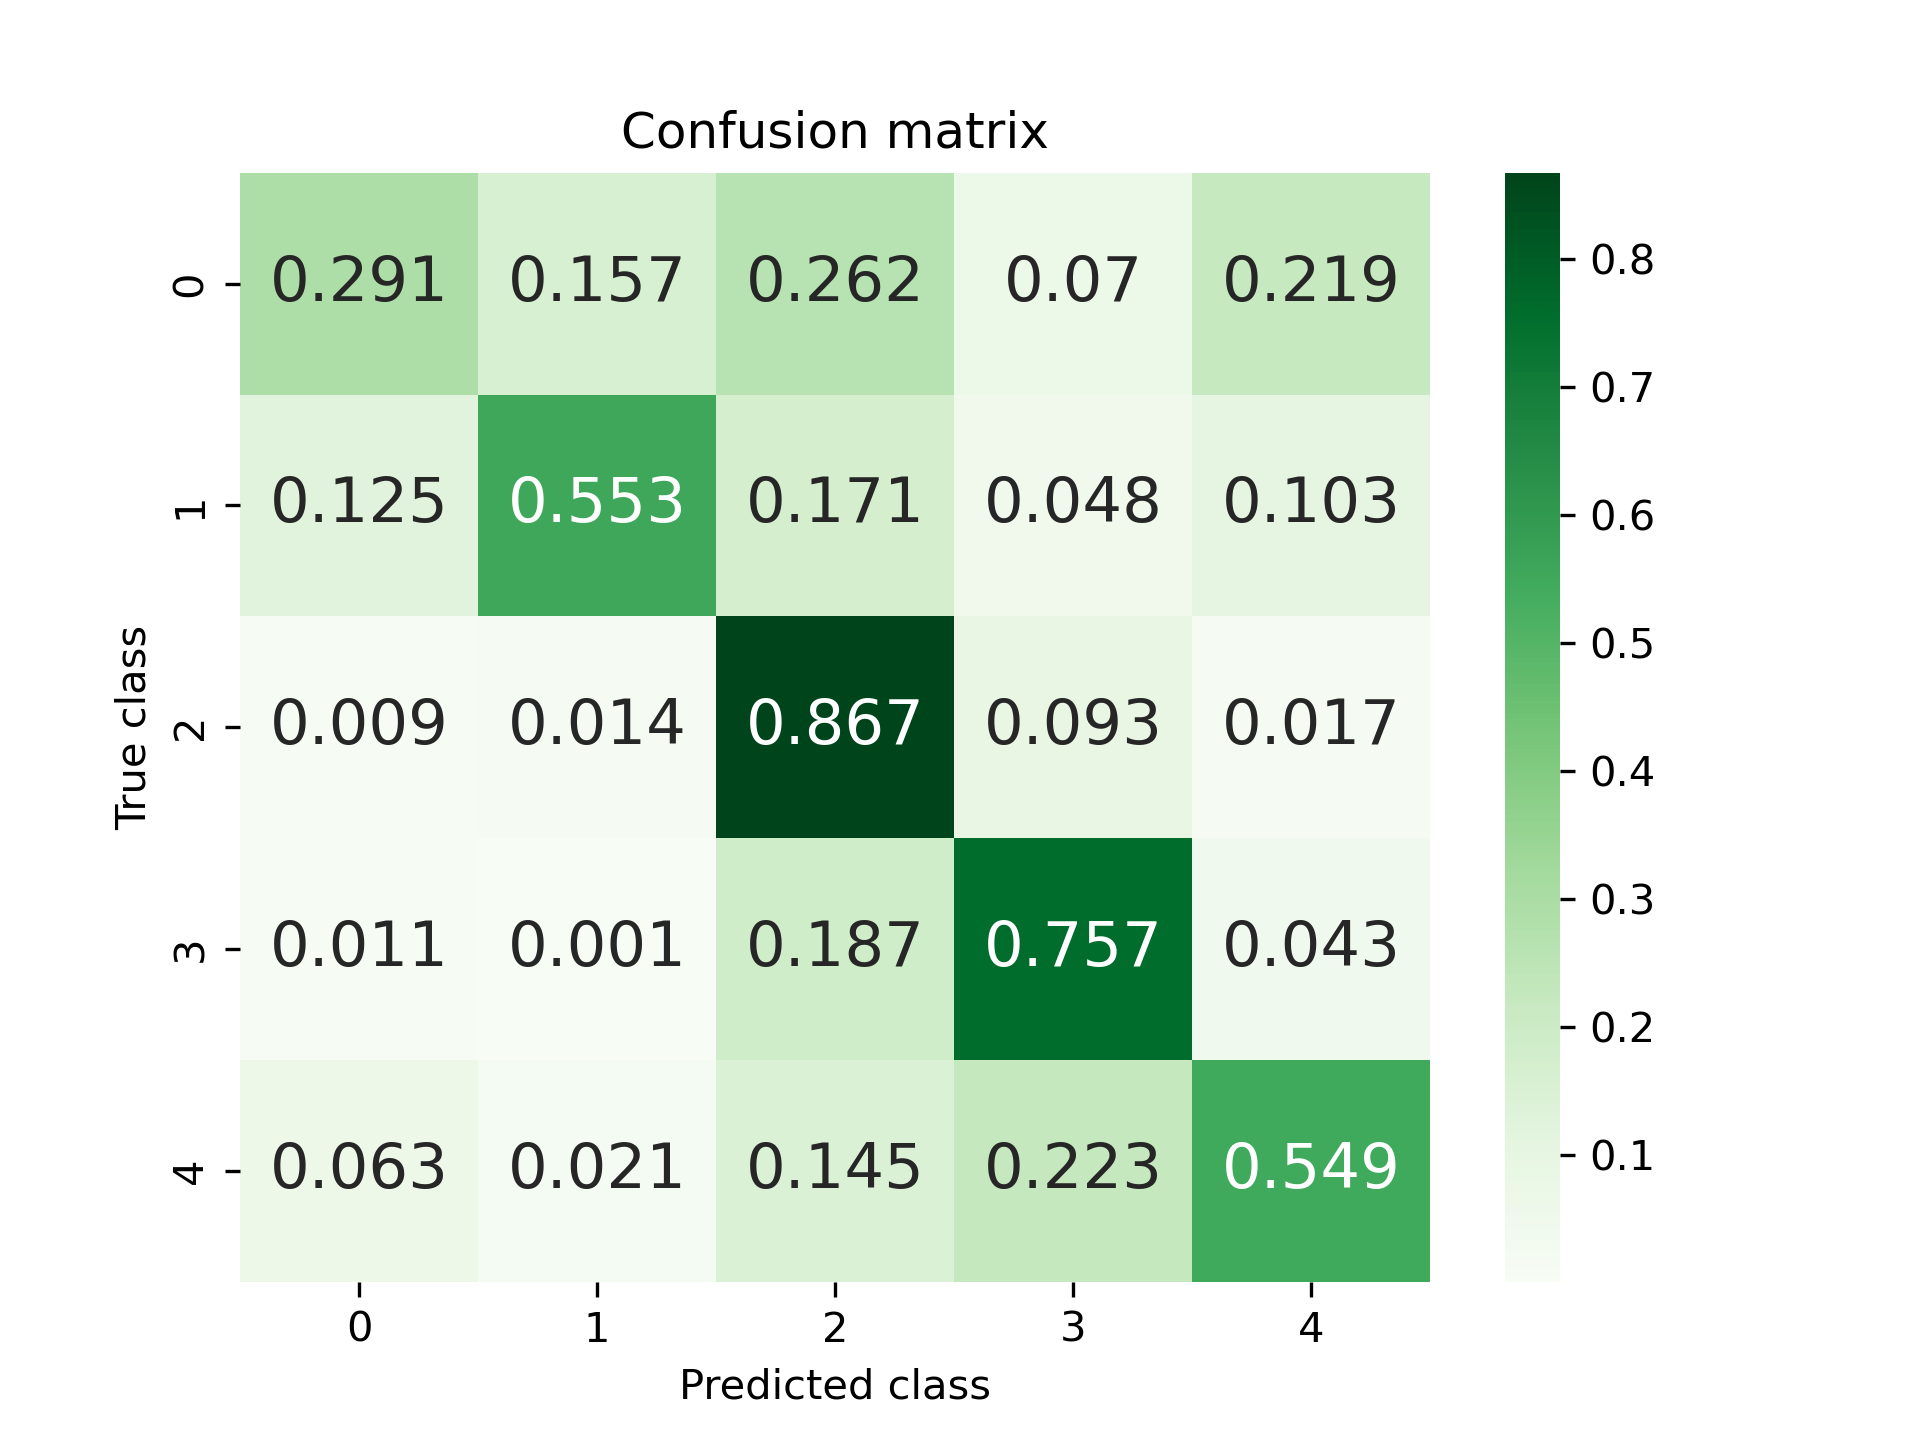 Confusion matrix
0 0.291 0.157 0.262 0.07 0.219
1 0.125 0.553 0.171 0.048 0.103
2 0.009 0.014 0.867 0.093 0.017
3 0.011 0.001 0.187 0.757 0.043
4 0.063 0.021 0.145 0.223 0.549
True class
0 1 2 3 4
Predicted class
0.8
0.7
0.6
0.5
0.4
0.3
0.2
0.1